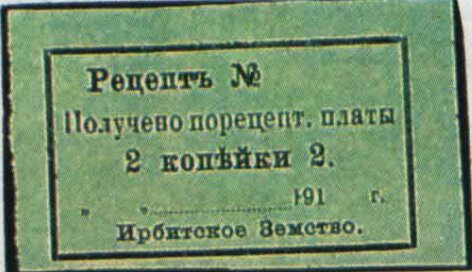 Рецептъ №
Получено порецепт. платы
2 копѣйки 2.
„ „ 191 г.
Ирбитское Земство.